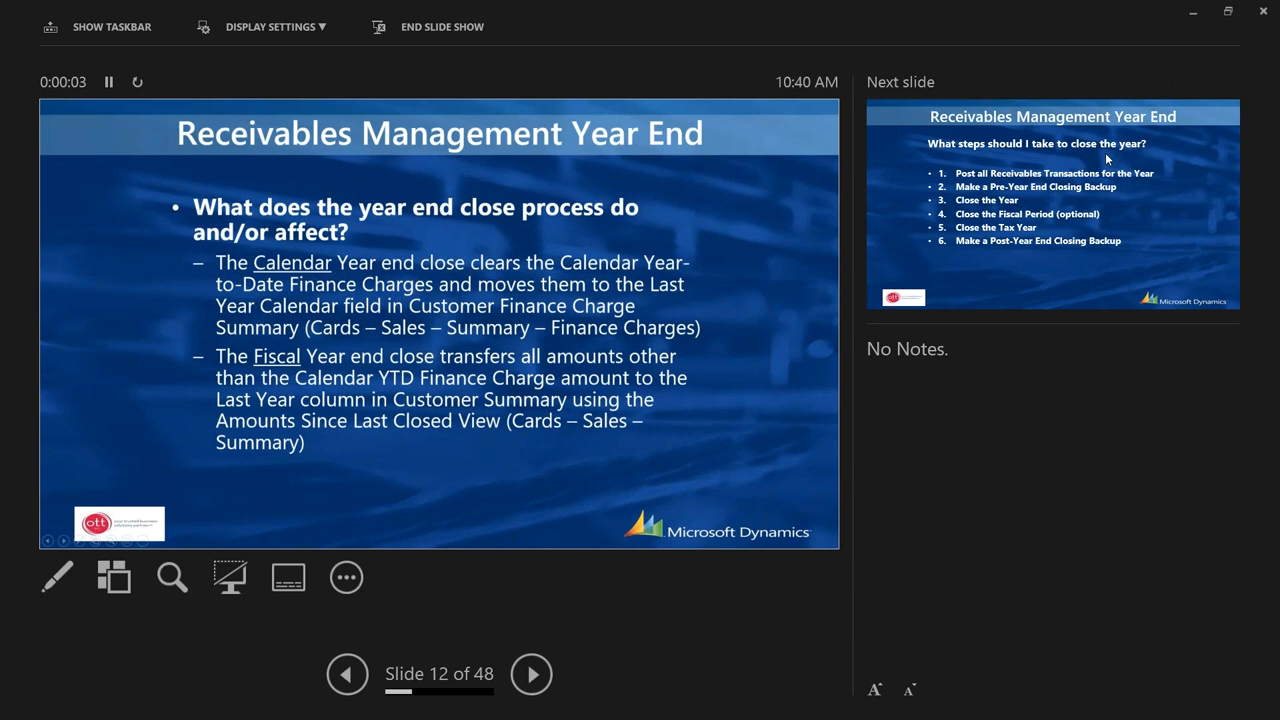 SHOW TASKBAR
DISPLAY SETTINGS ▼
END SLIDE SHOW
0:00:03
10:40 AM
Receivables Management Year End
• What does the year end close process do
and/or affect?
– The Calendar Year end close clears the Calendar Year-
to-Date Finance Charges and moves them to the Last
Year Calendar field in Customer Finance Charge
Summary (Cards – Sales – Summary – Finance Charges)
– The Fiscal Year end close transfers all amounts other
than the Calendar YTD Finance Charge amount to the
Last Year column in Customer Summary using the
Amounts Since Last Closed View (Cards – Sales –
Summary)
ott
your trusted business
solutions partner
Microsoft Dynamics
Slide 12 of 48
Next slide
Receivables Management Year End
What steps should I take to close the year?
• 1. Post all Receivables Transactions for the Year
• 2. Make a Pre-Year End Closing Backup
• 3. Close the Year
• 4. Close the Fiscal Period (optional)
• 5. Close the Tax Year
• 6. Make a Post-Year End Closing Backup
Microsoft Dynamics
No Notes.
A A